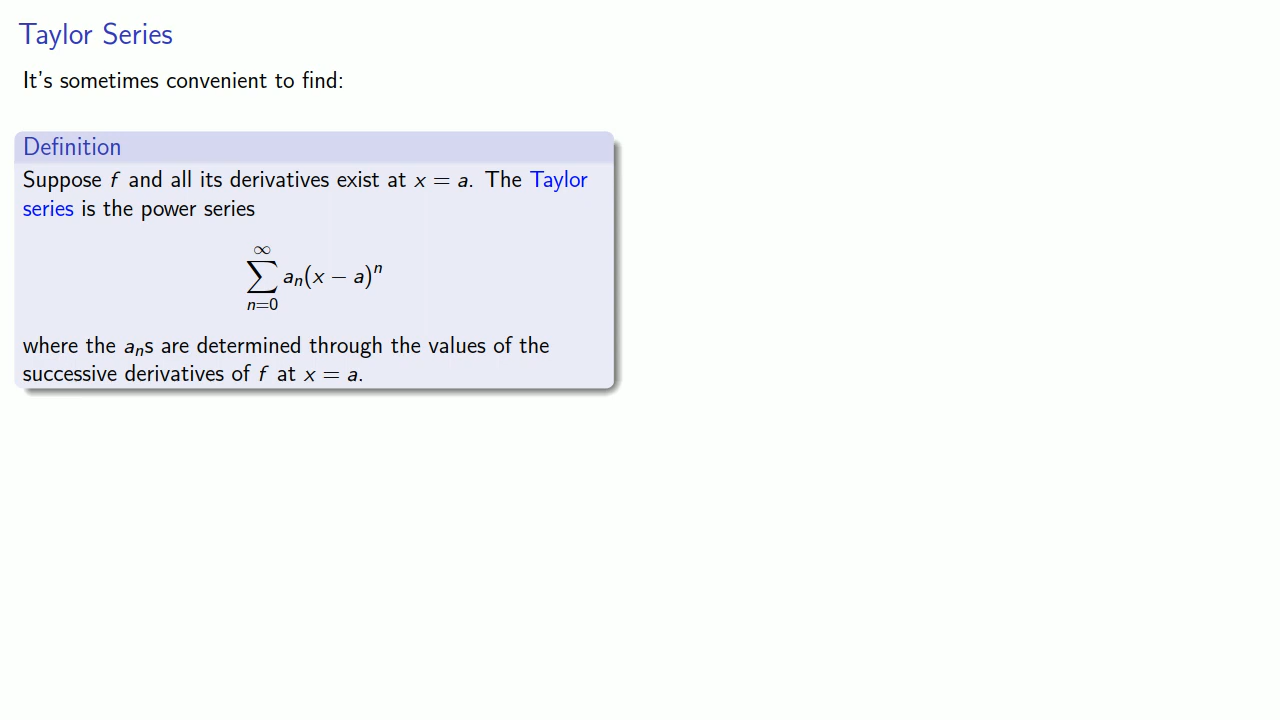 Taylor Series
It's sometimes convenient to find:
Definition
Suppose f and all its derivatives exist at x = a. The Taylor
series is the power series
∞
∑ aₙ(x − a)ⁿ
n=0
where the aₙs are determined through the values of the
successive derivatives of f at x = a.